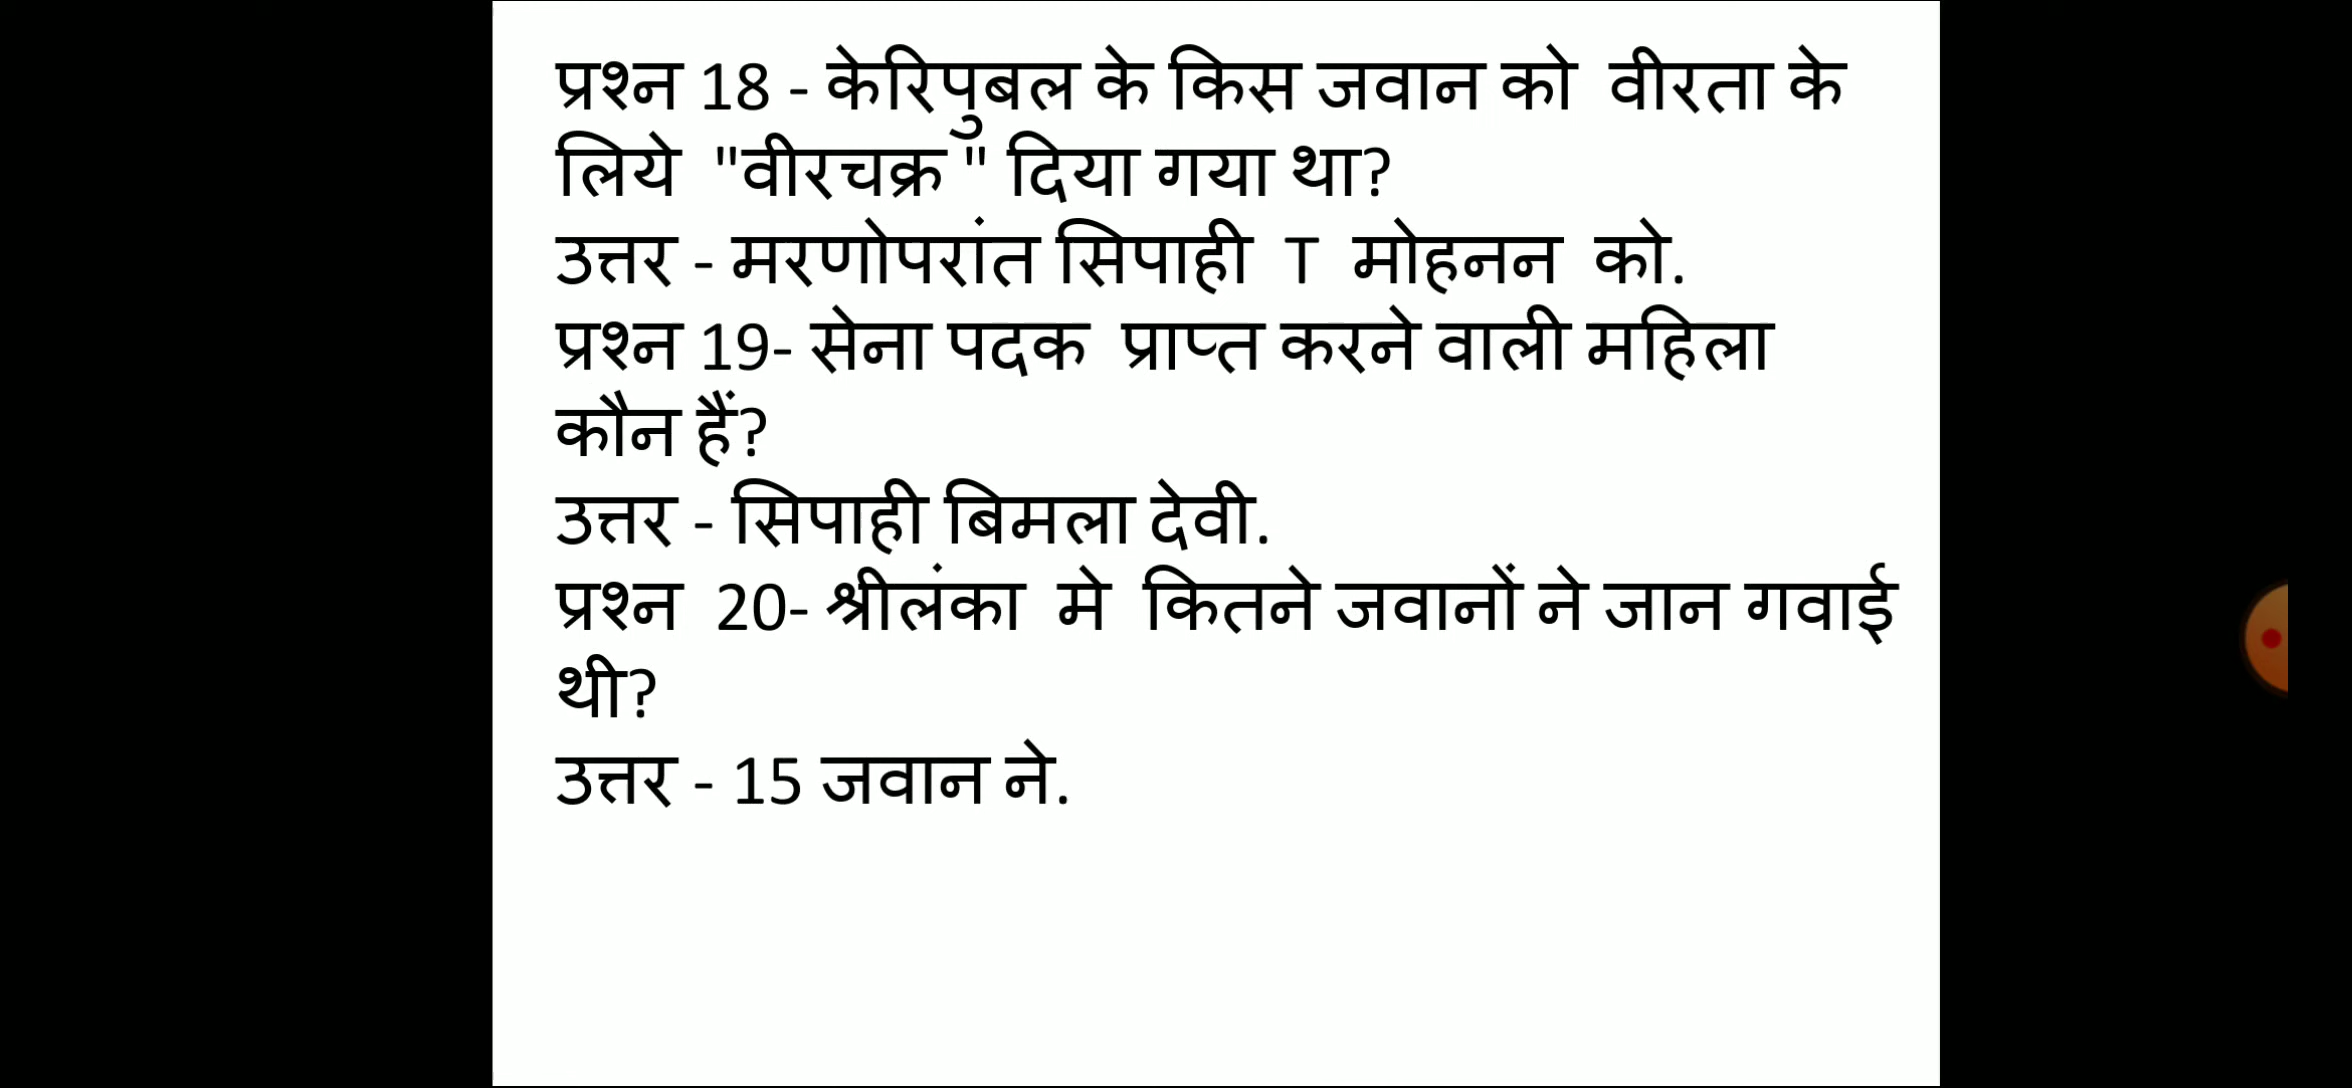 प्रश्न 18 - केरिपुबल के किस जवान को वीरता के
लिये "वीरचक्र " दिया गया था?
उत्तर - मरणोपरांत सिपाही T मोहनन को.
प्रश्न 19- सेना पदक प्राप्त करने वाली महिला
कौन हैं?
उत्तर - सिपाही बिमला देवी.
प्रश्न 20- श्रीलंका मे कितने जवानों ने जान गवाई
थी?
उत्तर - 15 जवान ने.